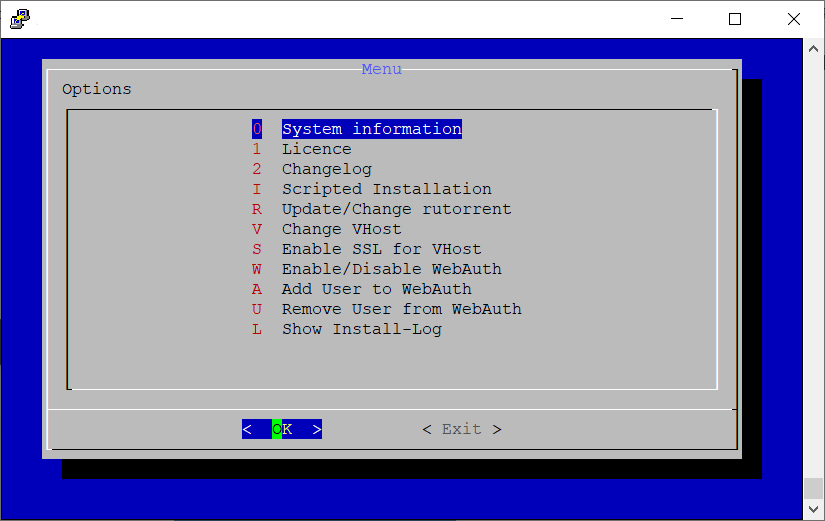 Menu
Options
0 System information
1 Licence
2 Changelog
I Scripted Installation
R Update/Change rutorrent
V Change VHost
S Enable SSL for VHost
W Enable/Disable WebAuth
A Add User to WebAuth
U Remove User from WebAuth
L Show Install-Log
< OK > < Exit >